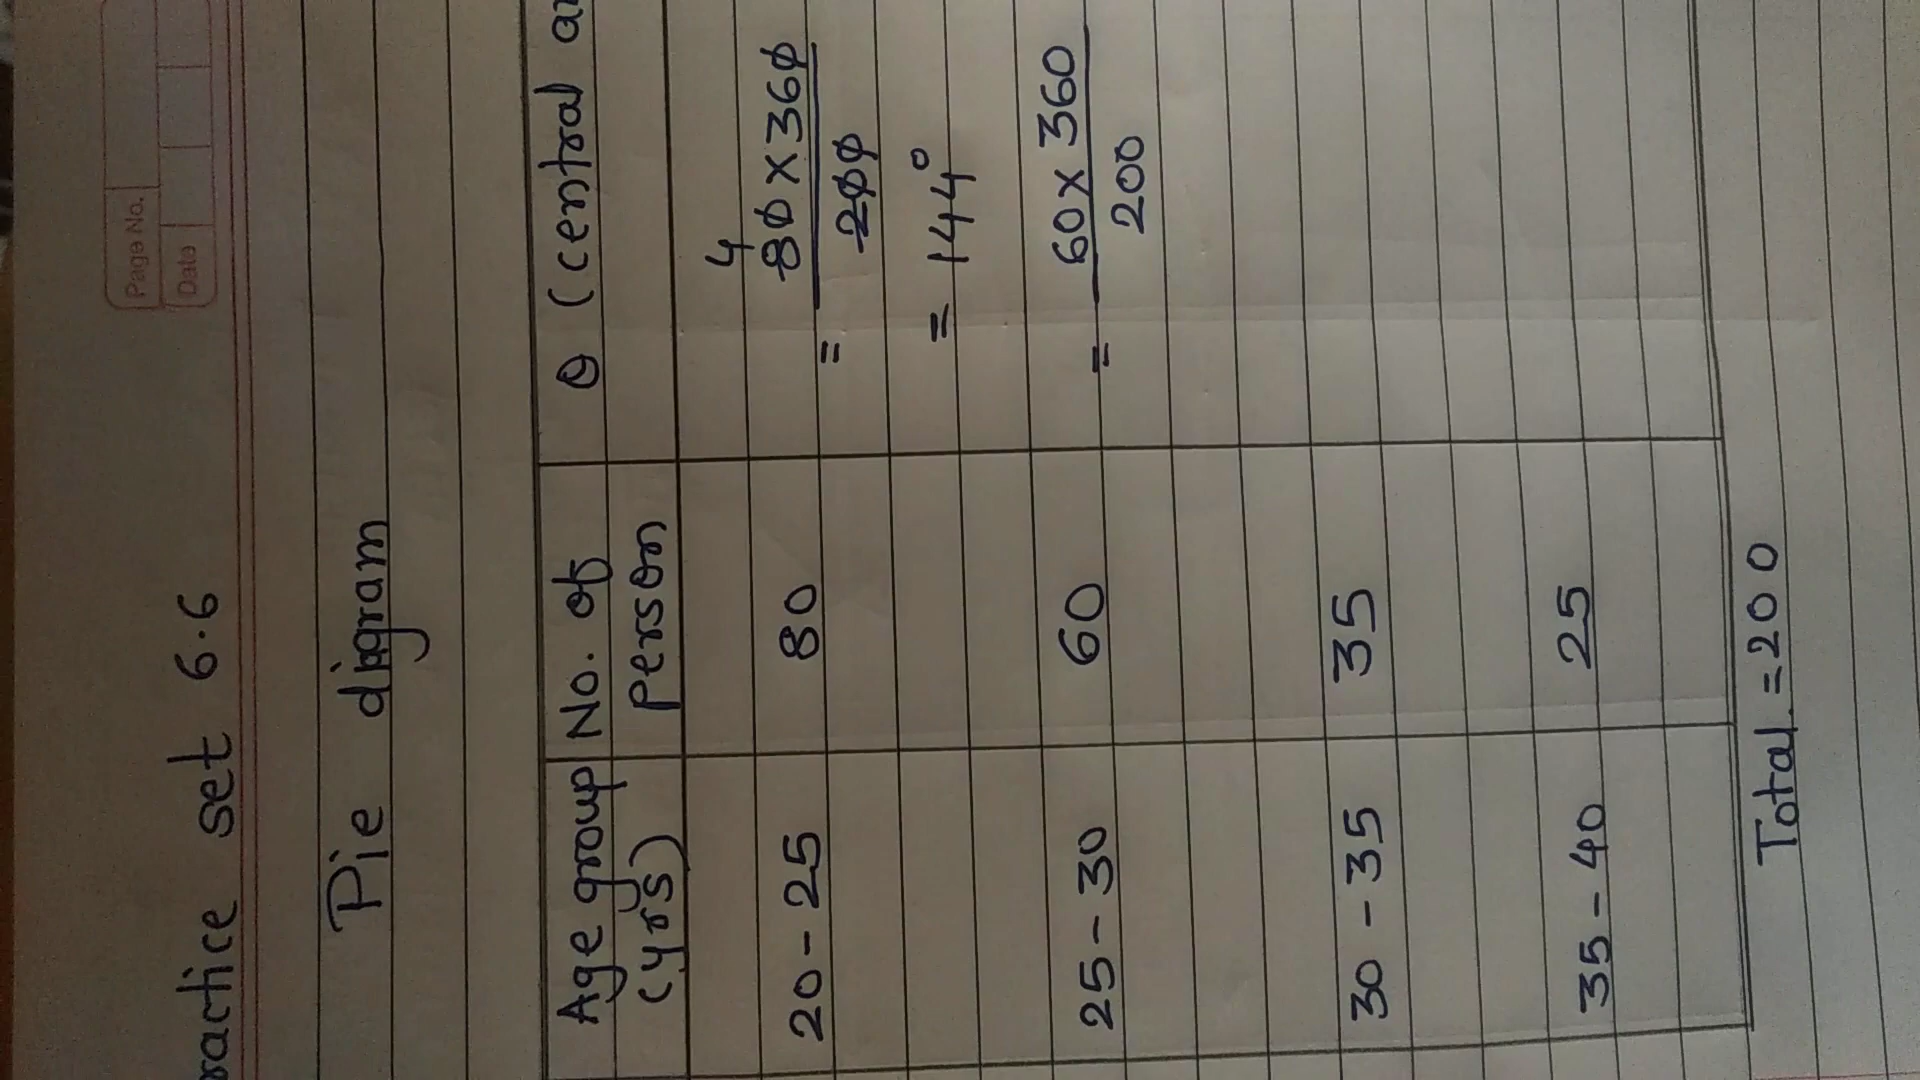 Page No.
Date
ractice set 6.6
Pie digram
Age group No. of θ (central
(yrs) person
4
20-25 80 = 80 x 360
200
= 144°
25-30 60 = 60 x 360
200
30-35 35
35-40 25
Total = 200